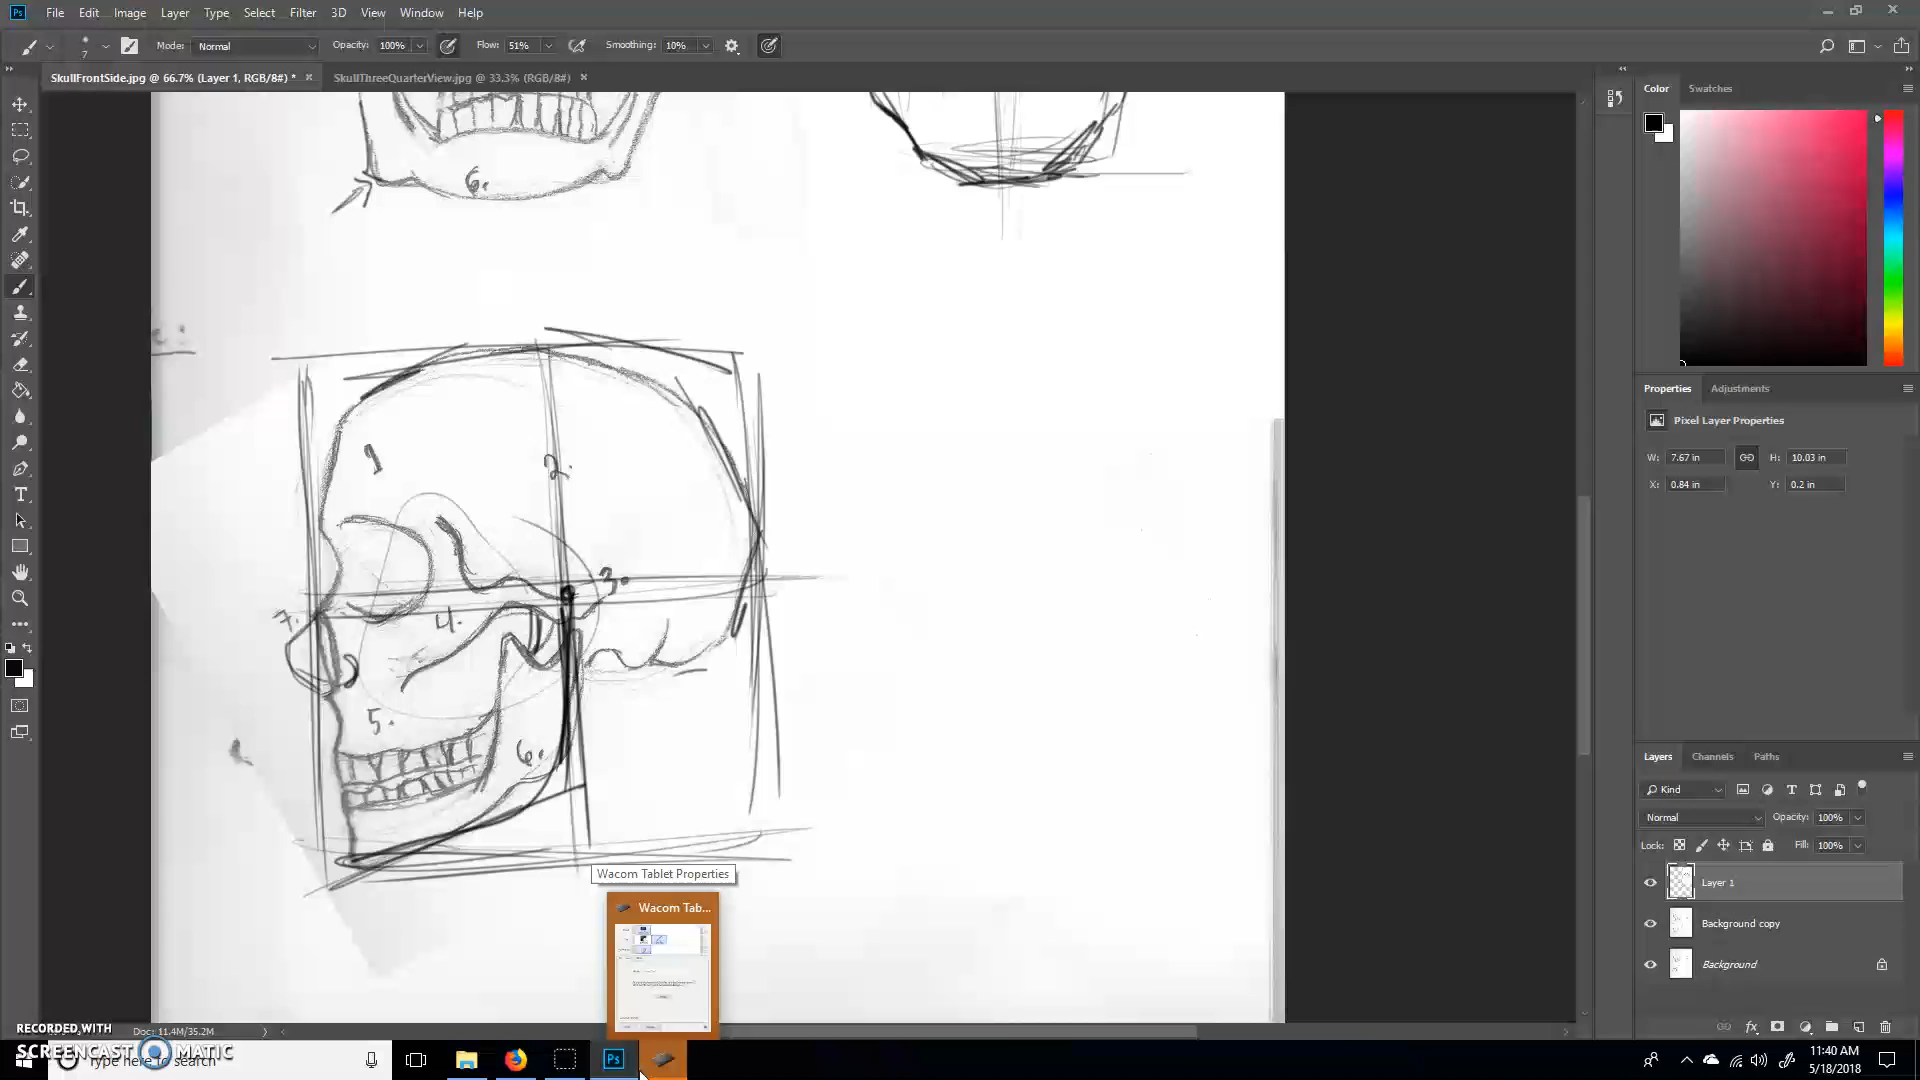 Ps File Edit Image Layer Type Select Filter 3D View Window Help
7 Mode: Normal Opacity: 100% Flow: 51% Smoothing: 10%
SkullFrontSide.jpg @ 66.7% (Layer 1, RGB/8#) * × SkullThreeQuarterView.jpg @ 33.3% (RGB/8#) ×
Color Swatches
6.
1
2.
3.
7.
4.
5.
6.
Properties Adjustments
Pixel Layer Properties
W: 7.67 in H: 10.03 in
X: 0.84 in Y: 0.2 in
Layers Channels Paths
Kind
Normal Opacity: 100%
Lock: Fill: 100%
Layer 1
Background copy
Background
Wacom Tablet Properties
Wacom Tab...
Doc: 11.4M/35.2M
RECORDED WITH
SCREENCAST MATIC
Type here to search
Ps
11:40 AM
5/18/2018